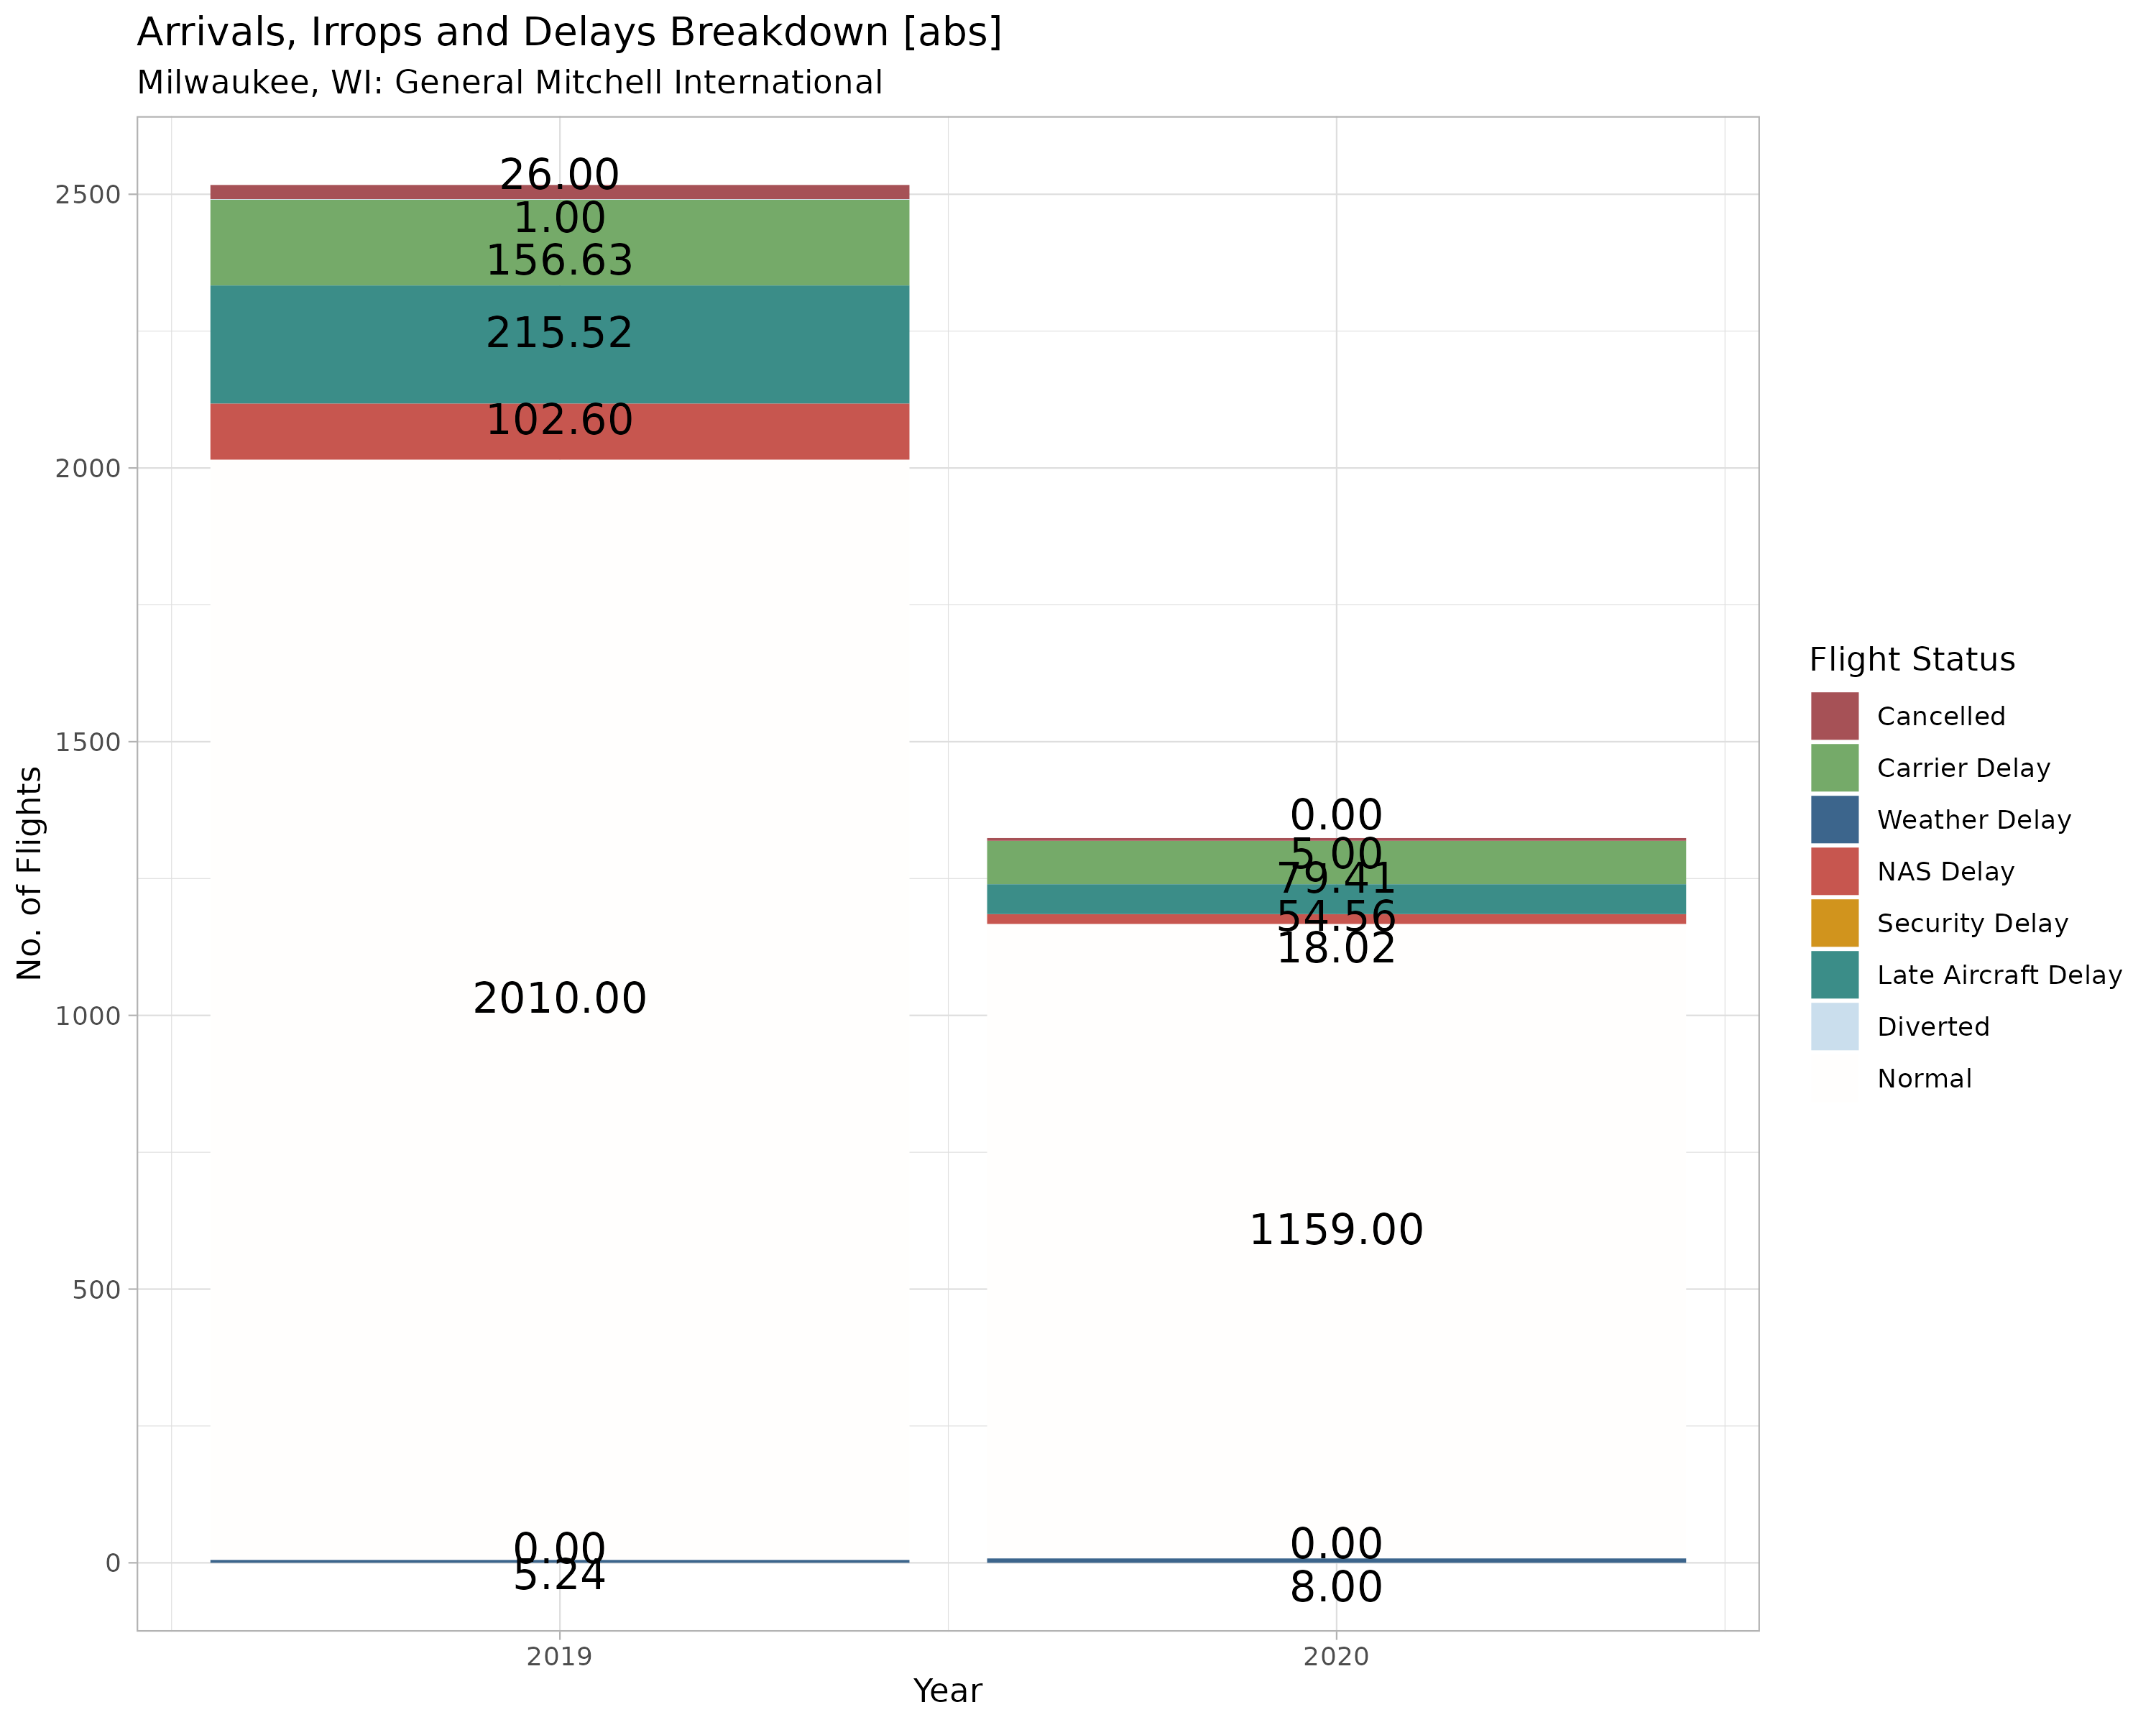 Arrivals, Irrops and Delays Breakdown [abs]
Milwaukee, WI: General Mitchell International
No. of Flights
2500
2000
1500
1000
500
0
26.00
1.00
156.63
215.52
102.60
2010.00
0.00
5.24
0.00
5.00
79.41
54.56
18.02
1159.00
0.00
8.00
2019
2020
Year
Flight Status
Cancelled
Carrier Delay
Weather Delay
NAS Delay
Security Delay
Late Aircraft Delay
Diverted
Normal